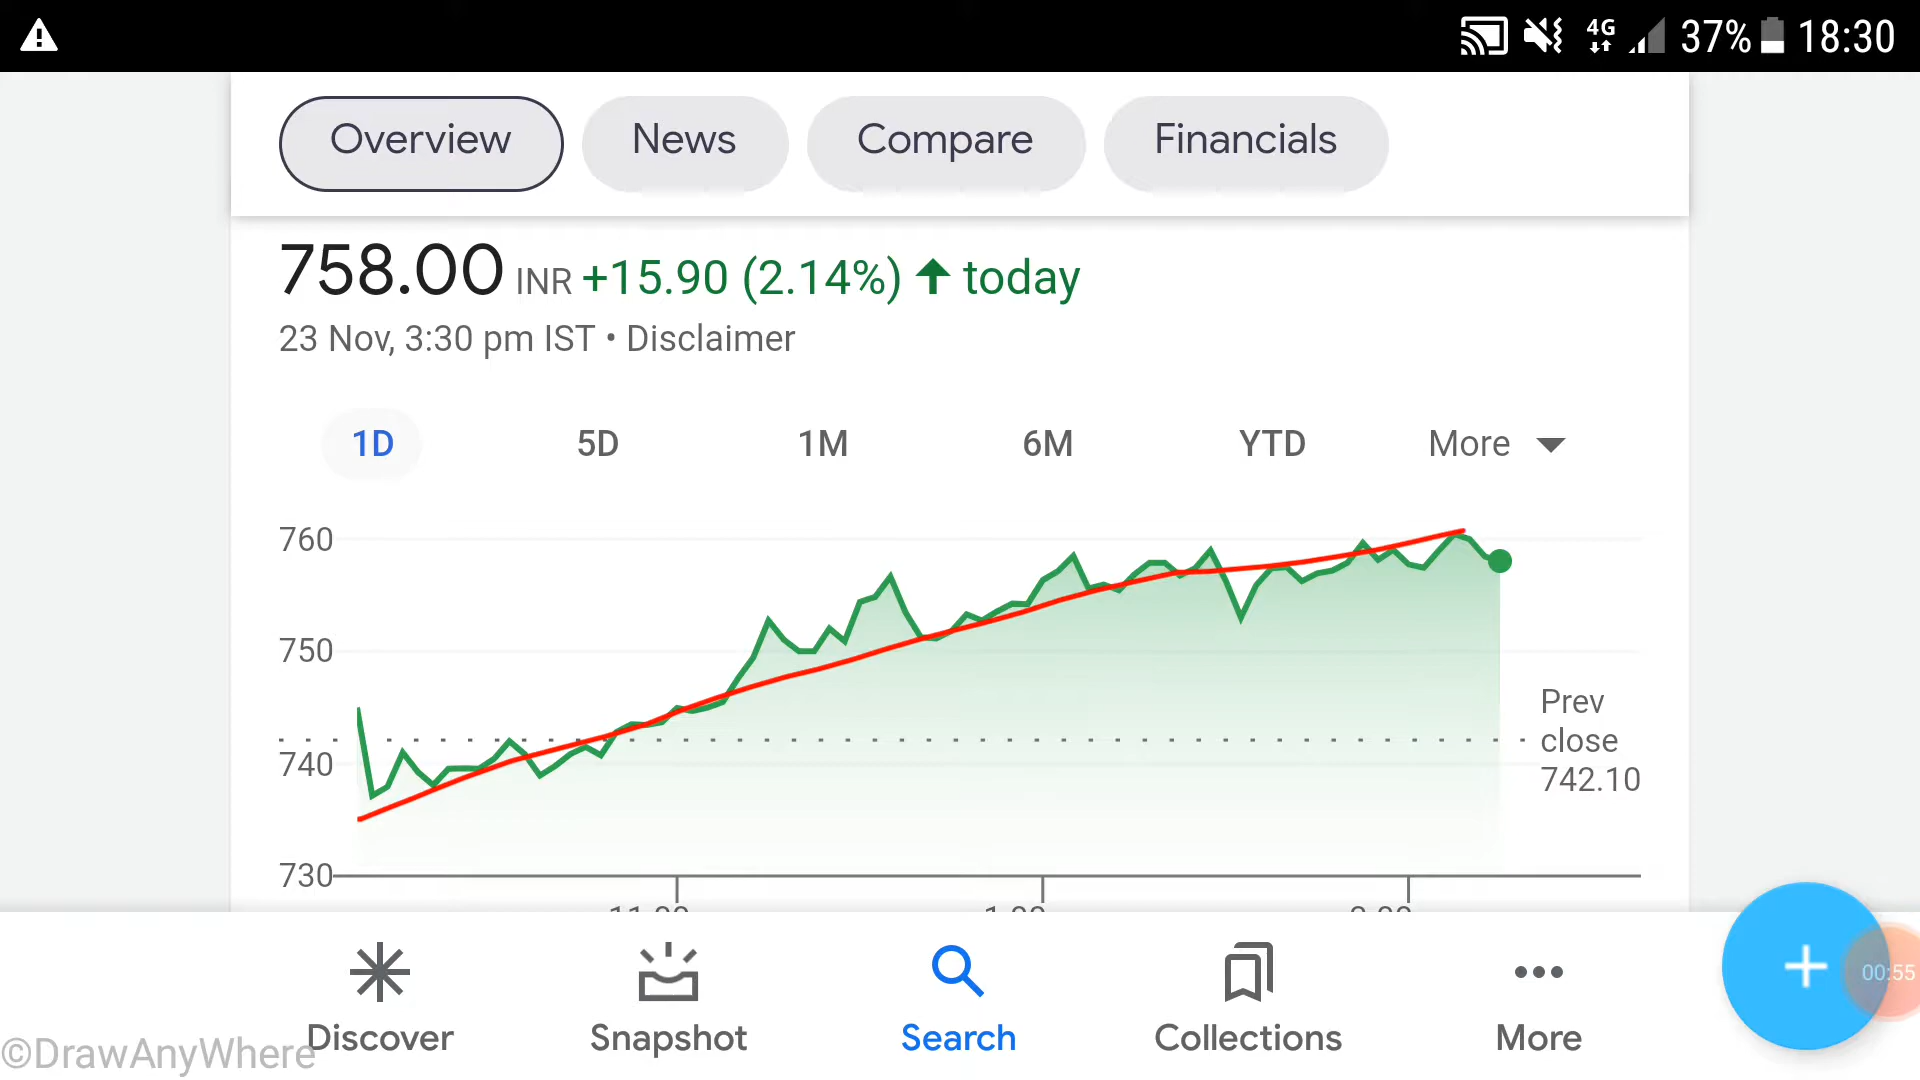 4G 37% 18:30
Overview News Compare Financials
758.00 INR +15.90 (2.14%) ↑ today
23 Nov, 3:30 pm IST • Disclaimer
1D 5D 1M 6M YTD More
760
750
Prev
close
742.10
740
730
00:55
Discover Snapshot Search Collections More
©DrawAnyWhere